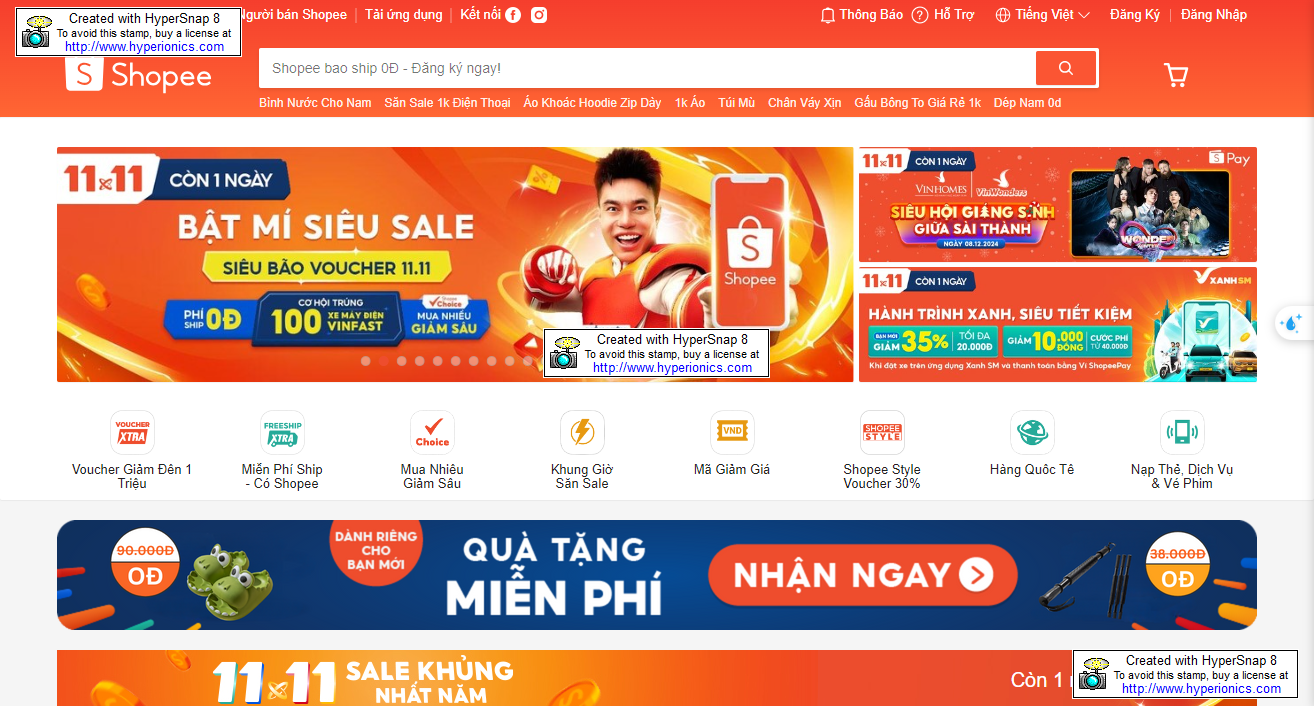 Created with HyperSnap 8
To avoid this stamp, buy a license at
http://www.hyperionics.com
Người bán Shopee
Tải ứng dụng
Kết nối
Thông Báo
Hỗ Trợ
Tiếng Việt
Đăng Ký
Đăng Nhập
Shopee
Shopee bao ship 0Đ - Đăng ký ngay!
Bình Nước Cho Nam
Săn Sale 1k Điện Thoại
Áo Khoác Hoodie Zip Dày
1k Áo
Túi Mù
Chân Váy Xịn
Gấu Bông To Giá Rẻ 1k
Dép Nam 0đ
11 11
CÒN 1 NGÀY
BẬT MÍ SIÊU SALE
SIÊU BÃO VOUCHER 11.11
PHÍ SHIP 0Đ
CƠ HỘI TRÚNG
100 XE MÁY ĐIỆN VINFAST
Shopee Choice
MUA NHIỀU
GIẢM SÂU
Shopee
Created with HyperSnap 8
To avoid this stamp, buy a license at
http://www.hyperionics.com
11 11
CÒN 1 NGÀY
Pay
VINHOMES
VinWonders
SIÊU HỘI GIÁNG SINH
GIỮA SÀI THÀNH
NGÀY 08.12.2024
WONDER
11 11
CÒN 1 NGÀY
XANH SM
HÀNH TRÌNH XANH, SIÊU TIẾT KIỆM
BẠN MỚI
GIẢM 35%
TỐI ĐA
20.000Đ
GIẢM 10.000 ĐỒNG
CƯỚC PHÍ
TỪ 40.000Đ
Khi đặt xe trên ứng dụng Xanh SM và thanh toán bằng Ví ShopeePay
VOUCHER
XTRA
FREESHIP
XTRA
Choice
VND
SHOPEE
STYLE
Voucher Giảm Đến 1
Triệu
Miễn Phí Ship
- Có Shopee
Mua Nhiều
Giảm Sâu
Khung Giờ
Săn Sale
Mã Giảm Giá
Shopee Style
Voucher 30%
Hàng Quốc Tế
Nạp Thẻ, Dịch Vụ
& Vé Phim
90.000Đ
0Đ
DÀNH RIÊNG
CHO
BẠN MỚI
QUÀ TẶNG
MIỄN PHÍ
NHẬN NGAY
38.000Đ
0Đ
11 11
SALE KHỦNG
NHẤT NĂM
Còn 1
Created with HyperSnap 8
To avoid this stamp, buy a license at
http://www.hyperionics.com